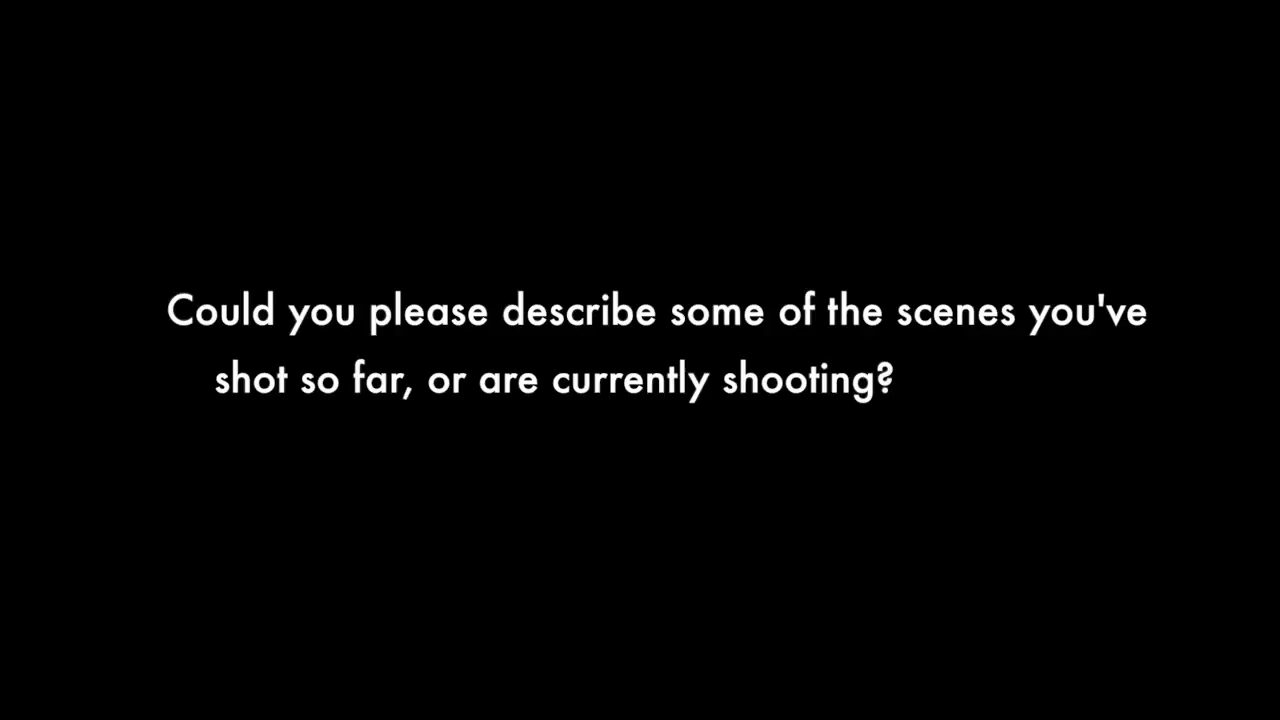 Could you please describe some of the scenes you've
shot so far, or are currently shooting?